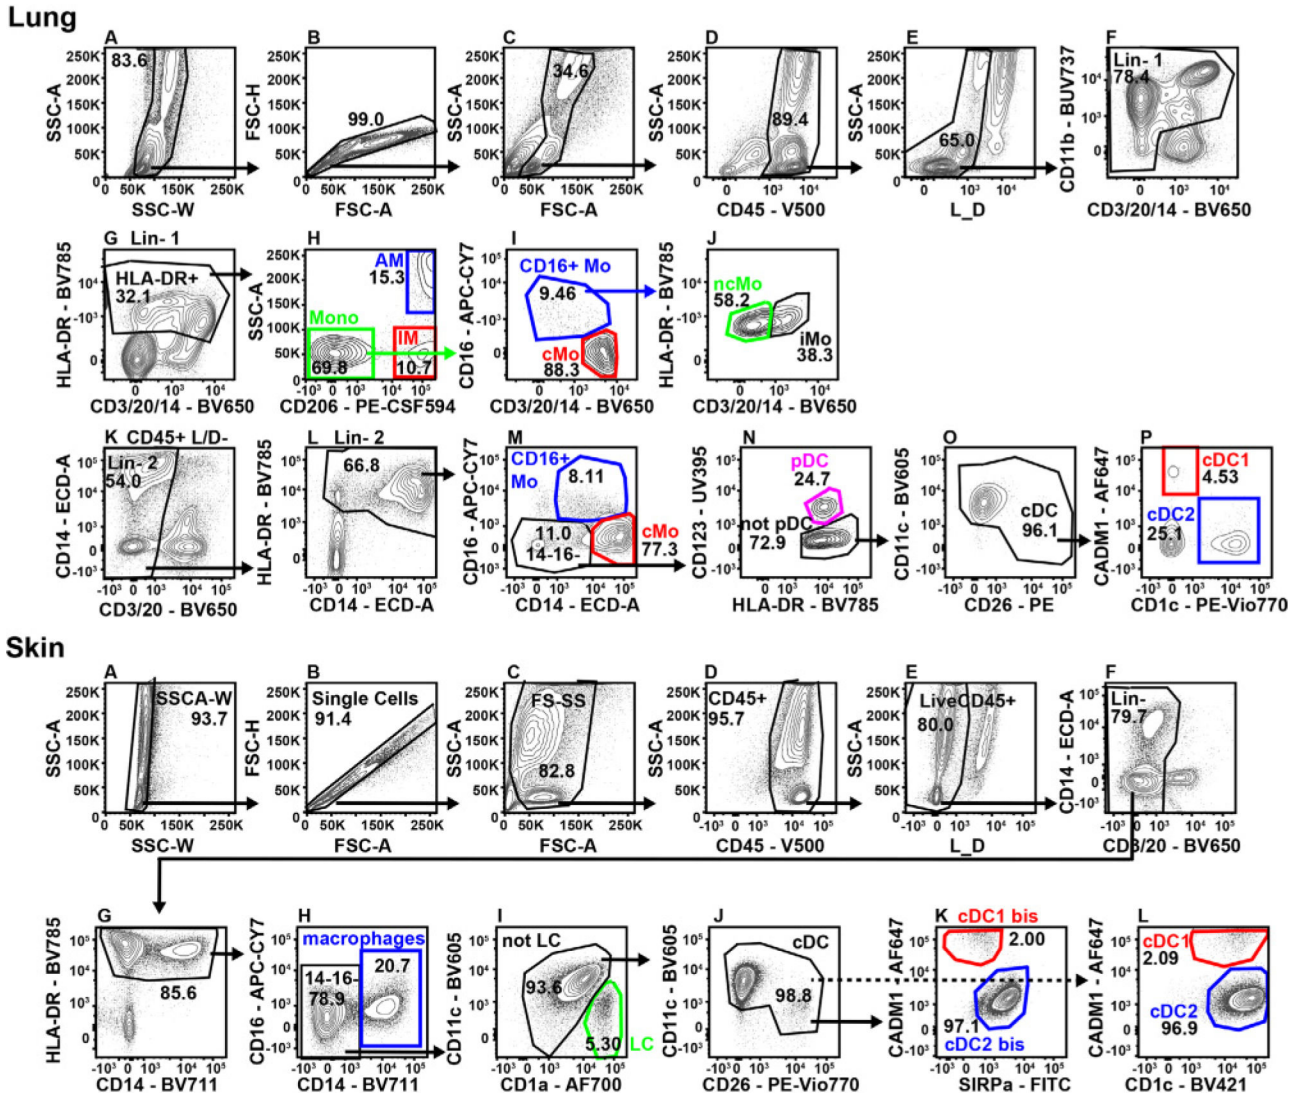 Lung
A B C D E F
83.6
99.0
34.6
89.4
65.0
Lin- 1
78.4
SSC-A FSC-H SSC-A SSC-A SSC-A CD11b - BUV737
250K 200K 150K 100K 50K 0
0 50K 150K 250K
SSC-W FSC-A FSC-A CD45 - V500 L_D CD3/20/14 - BV650
G Lin- 1 H I J
HLA-DR+
32.1
AM
15.3
Mono
69.8
IM
10.7
CD16+ Mo
9.46
cMo
88.3
ncMo
58.2
iMo
38.3
HLA-DR - BV785 SSC-A CD16 - APC-CY7 HLA-DR - BV785
CD3/20/14 - BV650 CD206 - PE-CSF594 CD3/20/14 - BV650 CD3/20/14 - BV650
K CD45+ L/D- L Lin- 2 M N O P
Lin- 2
54.0
66.8
CD16+
Mo
8.11
11.0
14-16-
cMo
77.3
pDC
24.7
not pDC
72.9
cDC
96.1
cDC1
4.53
cDC2
25.1
CD14 - ECD-A HLA-DR - BV785 CD16 - APC-CY7 CD123 - UV395 CD11c - BV605 CADM1 - AF647
CD3/20 - BV650 CD14 - ECD-A CD14 - ECD-A HLA-DR - BV785 CD26 - PE CD1c - PE-Vio770
Skin
A B C D E F
SSCA-W
93.7
Single Cells
91.4
FS-SS
82.8
CD45+
95.7
LiveCD45+
80.0
Lin-
79.7
SSC-A FSC-H SSC-A SSC-A SSC-A CD14 - ECD-A
SSC-W FSC-A FSC-A CD45 - V500 L_D CD3/20 - BV650
G H I J K L
85.6
macrophages
20.7
14-16-
78.9
not LC
93.6
5.30
LC
cDC
98.8
cDC1 bis
2.00
97.1
cDC2 bis
cDC1
2.09
cDC2
96.9
HLA-DR - BV785 CD16 - APC-CY7 CD11c - BV605 CD11c - BV605 CADM1 - AF647 CADM1 - AF647
CD14 - BV711 CD14 - BV711 CD1a - AF700 CD26 - PE-Vio770 SIRPa - FITC CD1c - BV421